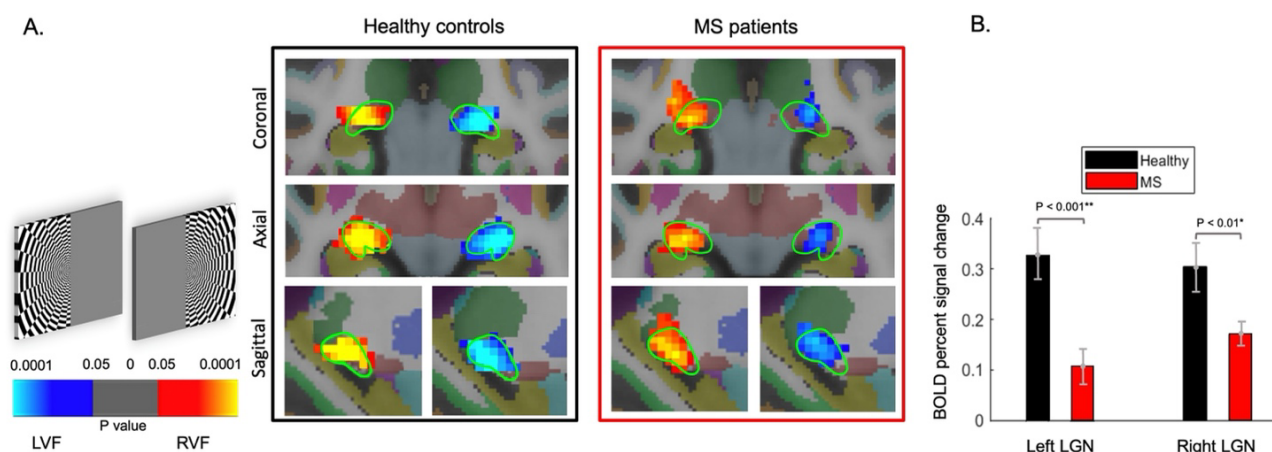 A.
Healthy controls
MS patients
B.
Coronal
Axial
Sagittal
0.0001 0.05 0 0.05 0.0001
P value
LVF RVF
Healthy
MS
P < 0.001**
P < 0.01*
BOLD percent signal change
0.4
0.3
0.2
0.1
0
Left LGN Right LGN